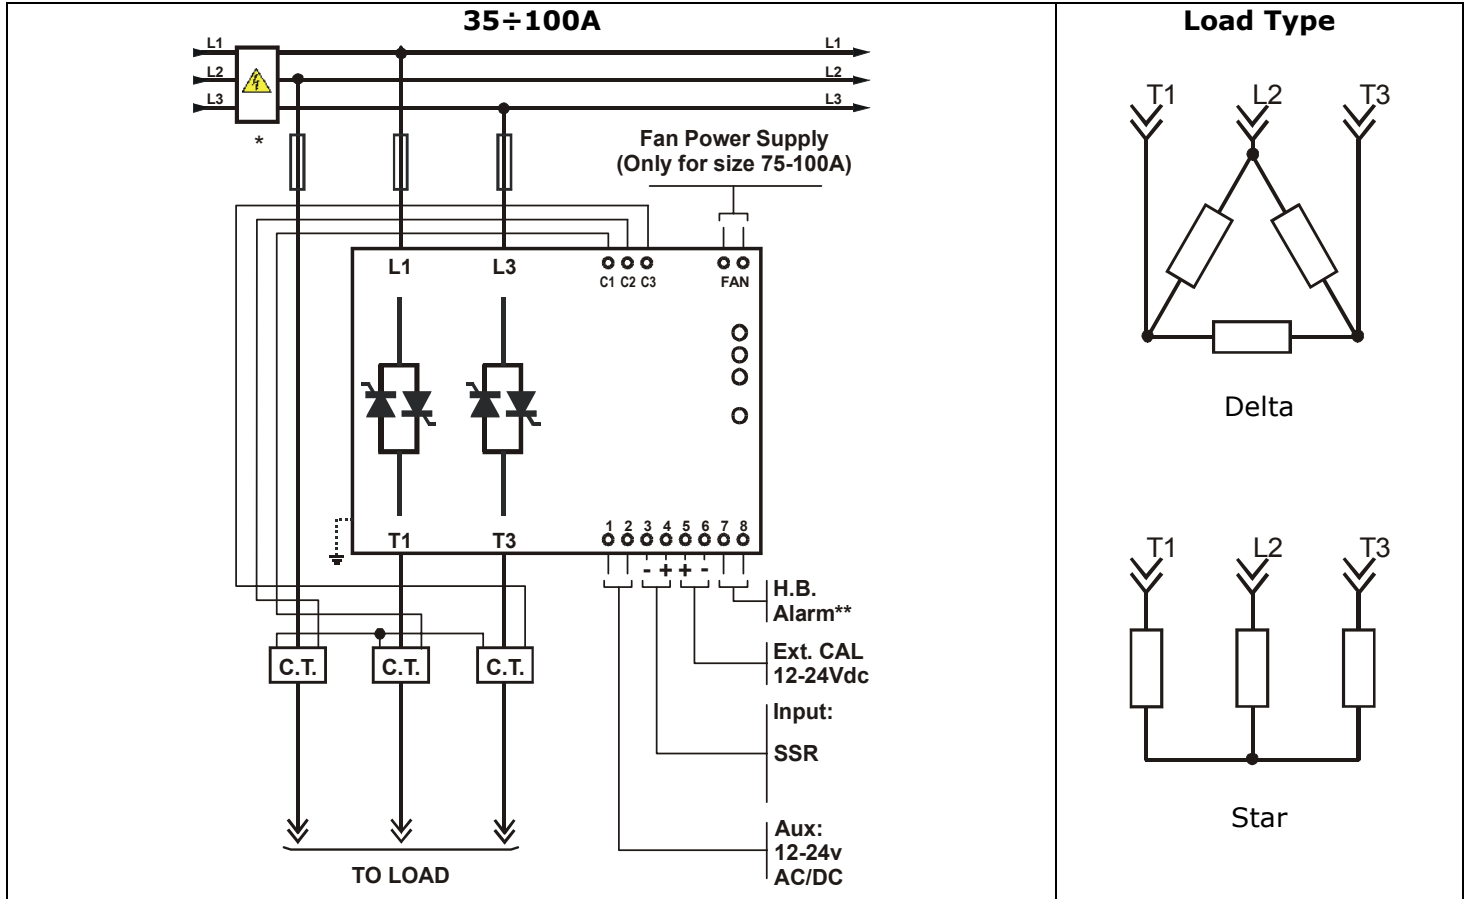 35÷100A
L1 L1
L2 L2
L3 L3
*
Fan Power Supply
(Only for size 75-100A)
L1 L3
C1 C2 C3 FAN
T1 T3
1 2 3 4 5 6 7 8
- + + -
H.B.
Alarm**
C.T. C.T. C.T.
Ext. CAL
12-24Vdc
Input:
SSR
Aux:
12-24v
AC/DC
TO LOAD
Load Type
T1 L2 T3
Delta
T1 L2 T3
Star